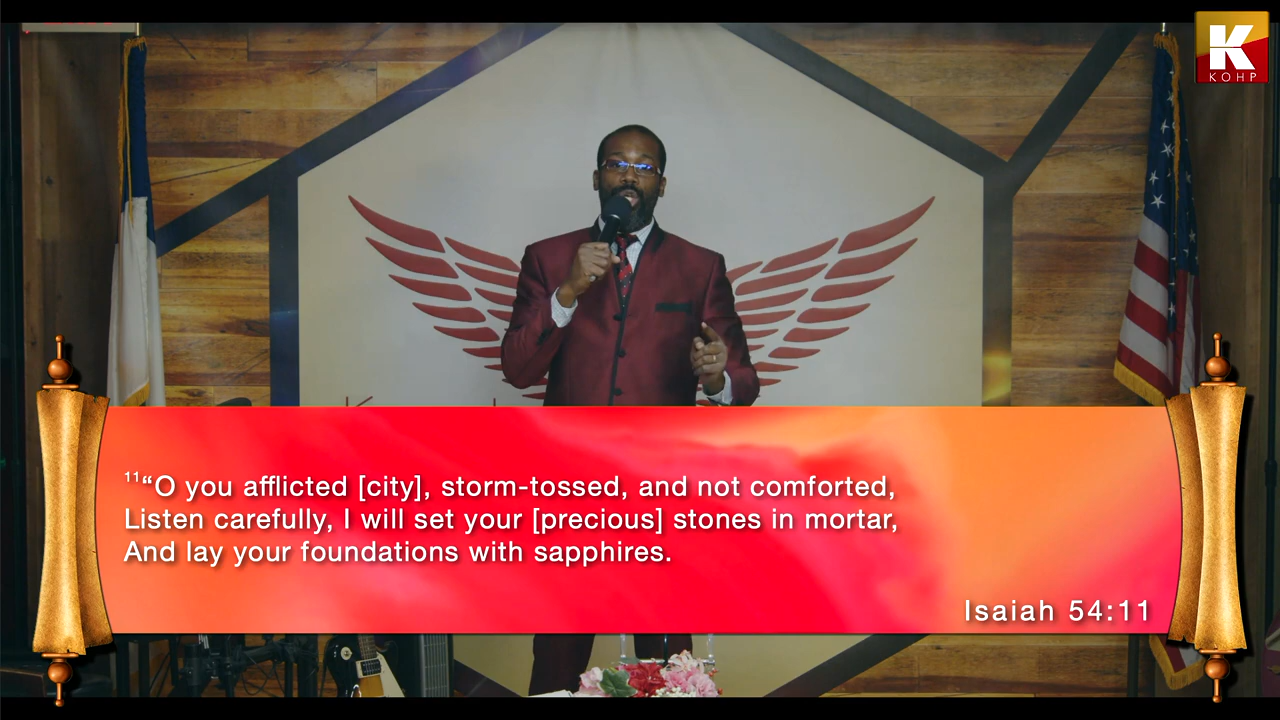 K
KOHP
¹¹“O you afflicted [city], storm-tossed, and not comforted,
Listen carefully, I will set your [precious] stones in mortar,
And lay your foundations with sapphires.
Isaiah 54:11